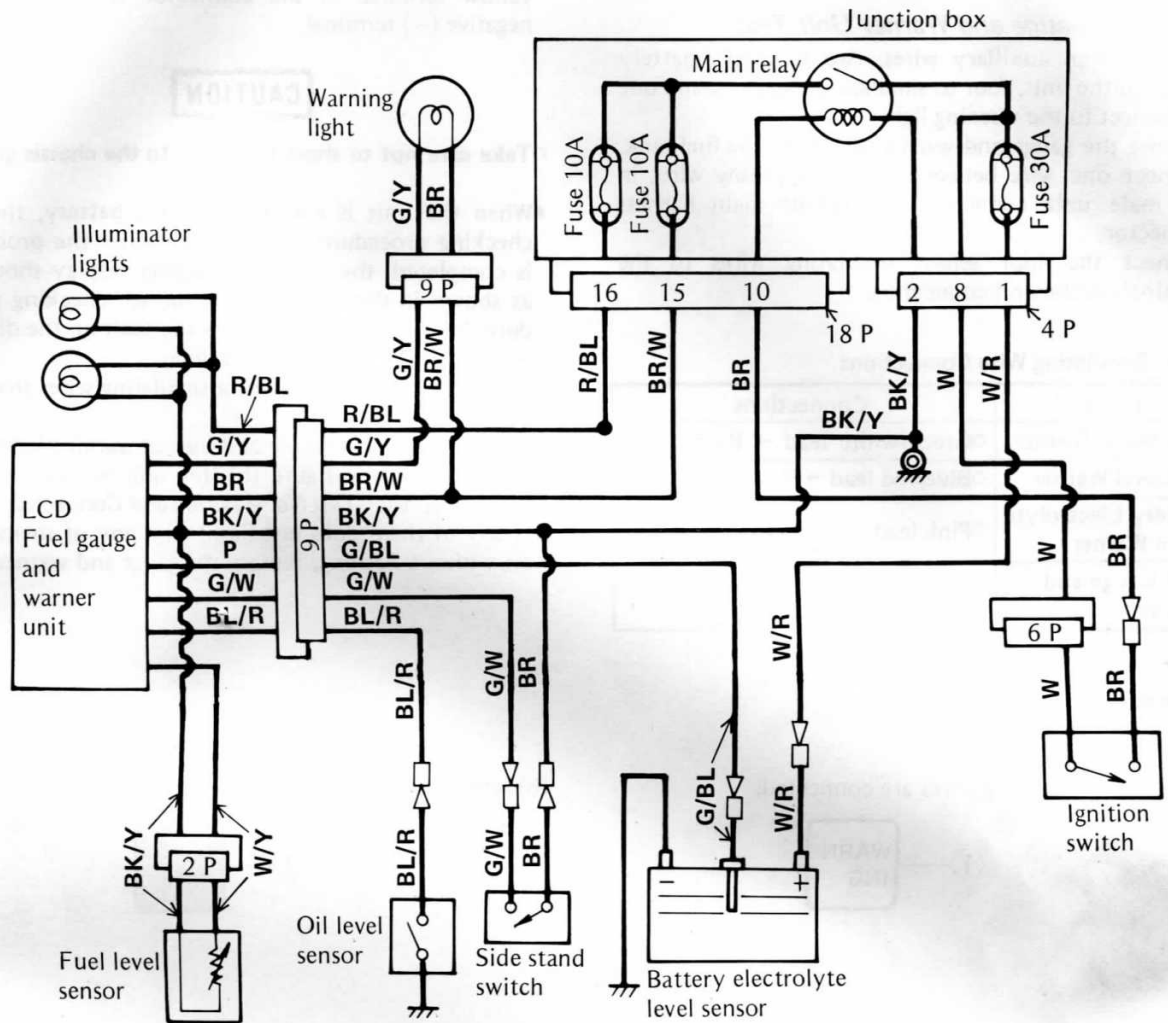 negative (−) terminal.
Junction box
Main relay
Warning
light
Fuse 10A
Fuse 10A
Fuse 30A
G/Y
BR
Illuminator
lights
9 P
16
15
10
2
8
18 P
4 P
G/Y
BR/W
R/BL
BR/W
BR
BK/Y
W
W/R
BK/Y
R/BL
R/BL
G/Y
G/Y
BR
BR/W
BK/Y
BK/Y
P
G/BL
G/W
G/W
BL/R
BL/R
9 P
LCD
Fuel gauge
and
warner
unit
W
BR
6 P
W
BR
Ignition
switch
BL/R
G/W
BR
G/BL
W/R
BK/Y
W/Y
2 P
BL/R
G/W
BR
W/R
−
+
Fuel level
sensor
Oil level
sensor
Side stand
switch
Battery electrolyte
level sensor